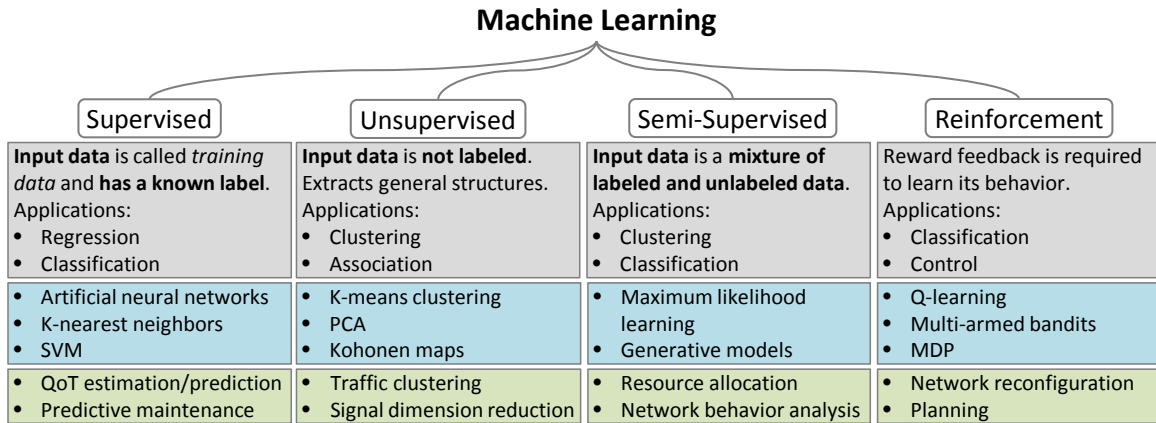 Machine Learning
Supervised
Input data is called training
data and has a known label.
Applications:
• Regression
• Classification
• Artificial neural networks
• K-nearest neighbors
• SVM
• QoT estimation/prediction
• Predictive maintenance
Unsupervised
Input data is not labeled.
Extracts general structures.
Applications:
• Clustering
• Association
• K-means clustering
• PCA
• Kohonen maps
• Traffic clustering
• Signal dimension reduction
Semi-Supervised
Input data is a mixture of
labeled and unlabeled data.
Applications:
• Clustering
• Classification
• Maximum likelihood
learning
• Generative models
• Resource allocation
• Network behavior analysis
Reinforcement
Reward feedback is required
to learn its behavior.
Applications:
• Classification
• Control
• Q-learning
• Multi-armed bandits
• MDP
• Network reconfiguration
• Planning